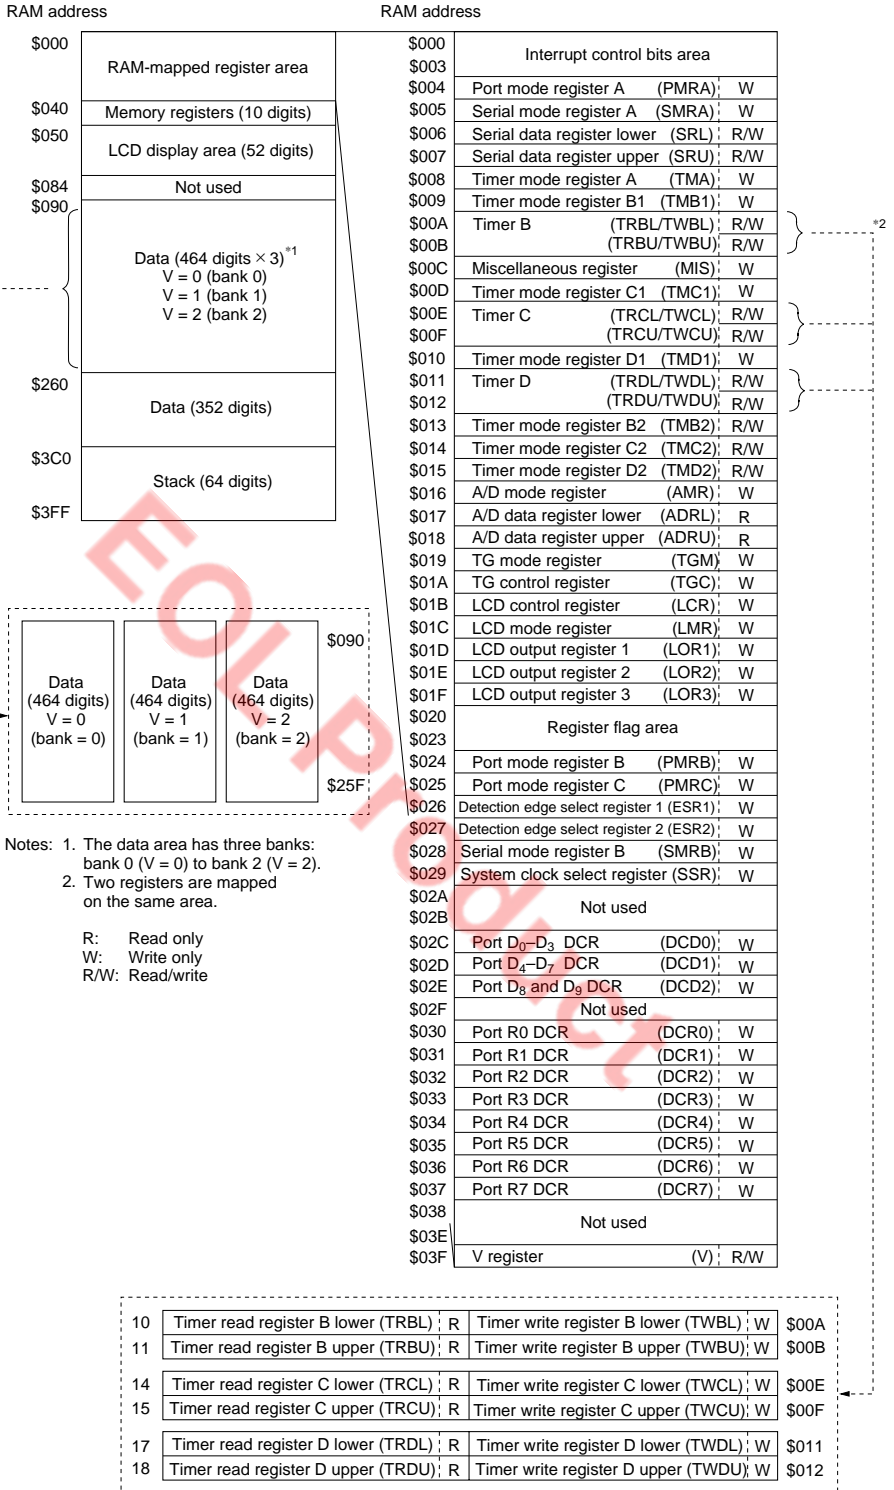 RAM address
$000
RAM-mapped register area
$040
Memory registers (10 digits)
$050
LCD display area (52 digits)
$084
Not used
$090
Data (464 digits × 3)*1
V = 0 (bank 0)
V = 1 (bank 1)
V = 2 (bank 2)
$260
Data (352 digits)
$3C0
Stack (64 digits)
$3FF
Data
(464 digits)
V = 0
(bank = 0)
Data
(464 digits)
V = 1
(bank = 1)
Data
(464 digits)
V = 2
(bank = 2)
$090
$25F
Notes: 1. The data area has three banks:
bank 0 (V = 0) to bank 2 (V = 2).
2. Two registers are mapped
on the same area.
R: Read only
W: Write only
R/W: Read/write
RAM address
$000
Interrupt control bits area
$003
$004 Port mode register A (PMRA) W
$005 Serial mode register A (SMRA) W
$006 Serial data register lower (SRL) R/W
$007 Serial data register upper (SRU) R/W
$008 Timer mode register A (TMA) W
$009 Timer mode register B1 (TMB1) W
$00A Timer B (TRBL/TWBL) R/W
*2
$00B (TRBU/TWBU) R/W
$00C Miscellaneous register (MIS) W
$00D Timer mode register C1 (TMC1) W
$00E Timer C (TRCL/TWCL) R/W
$00F (TRCU/TWCU) R/W
$010 Timer mode register D1 (TMD1) W
$011 Timer D (TRDL/TWDL) R/W
$012 (TRDU/TWDU) R/W
$013 Timer mode register B2 (TMB2) R/W
$014 Timer mode register C2 (TMC2) R/W
$015 Timer mode register D2 (TMD2) R/W
$016 A/D mode register (AMR) W
$017 A/D data register lower (ADRL) R
$018 A/D data register upper (ADRU) R
$019 TG mode register (TGM) W
$01A TG control register (TGC) W
$01B LCD control register (LCR) W
$01C LCD mode register (LMR) W
$01D LCD output register 1 (LOR1) W
$01E LCD output register 2 (LOR2) W
$01F LCD output register 3 (LOR3) W
$020
Register flag area
$023
$024 Port mode register B (PMRB) W
$025 Port mode register C (PMRC) W
$026 Detection edge select register 1 (ESR1) W
$027 Detection edge select register 2 (ESR2) W
$028 Serial mode register B (SMRB) W
$029 System clock select register (SSR) W
$02A
Not used
$02B
$02C Port D0–D3 DCR (DCD0) W
$02D Port D4–D7 DCR (DCD1) W
$02E Port D8 and D9 DCR (DCD2) W
$02F Not used
$030 Port R0 DCR (DCR0) W
$031 Port R1 DCR (DCR1) W
$032 Port R2 DCR (DCR2) W
$033 Port R3 DCR (DCR3) W
$034 Port R4 DCR (DCR4) W
$035 Port R5 DCR (DCR5) W
$036 Port R6 DCR (DCR6) W
$037 Port R7 DCR (DCR7) W
$038
Not used
$03E
$03F V register (V) R/W
10 Timer read register B lower (TRBL) R Timer write register B lower (TWBL) W $00A
11 Timer read register B upper (TRBU) R Timer write register B upper (TWBU) W $00B
14 Timer read register C lower (TRCL) R Timer write register C lower (TWCL) W $00E
15 Timer read register C upper (TRCU) R Timer write register C upper (TWCU) W $00F
17 Timer read register D lower (TRDL) R Timer write register D lower (TWDL) W $011
18 Timer read register D upper (TRDU) R Timer write register D upper (TWDU) W $012
EOL Product